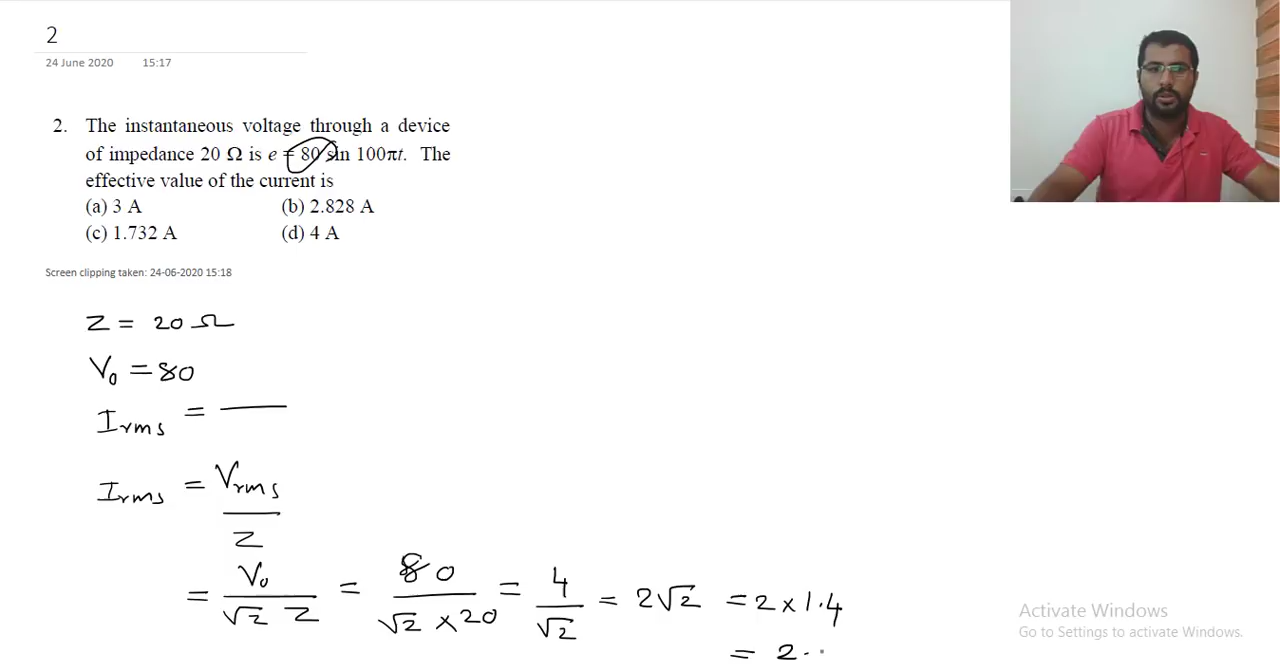 2
24 June 2020 15:17
2. The instantaneous voltage through a device
of impedance 20 Ω is e = 80 sin 100πt. The
effective value of the current is
(a) 3 A (b) 2.828 A
(c) 1.732 A (d) 4 A
Screen clipping taken: 24-06-2020 15:18
Z = 20 Ω
V₀ = 80
Irms = —
Irms = Vrms / Z
= V₀ / √2 Z = 80 / √2 × 20 = 4 / √2 = 2√2 = 2 × 1.4
= 2.
Activate Windows
Go to Settings to activate Windows.